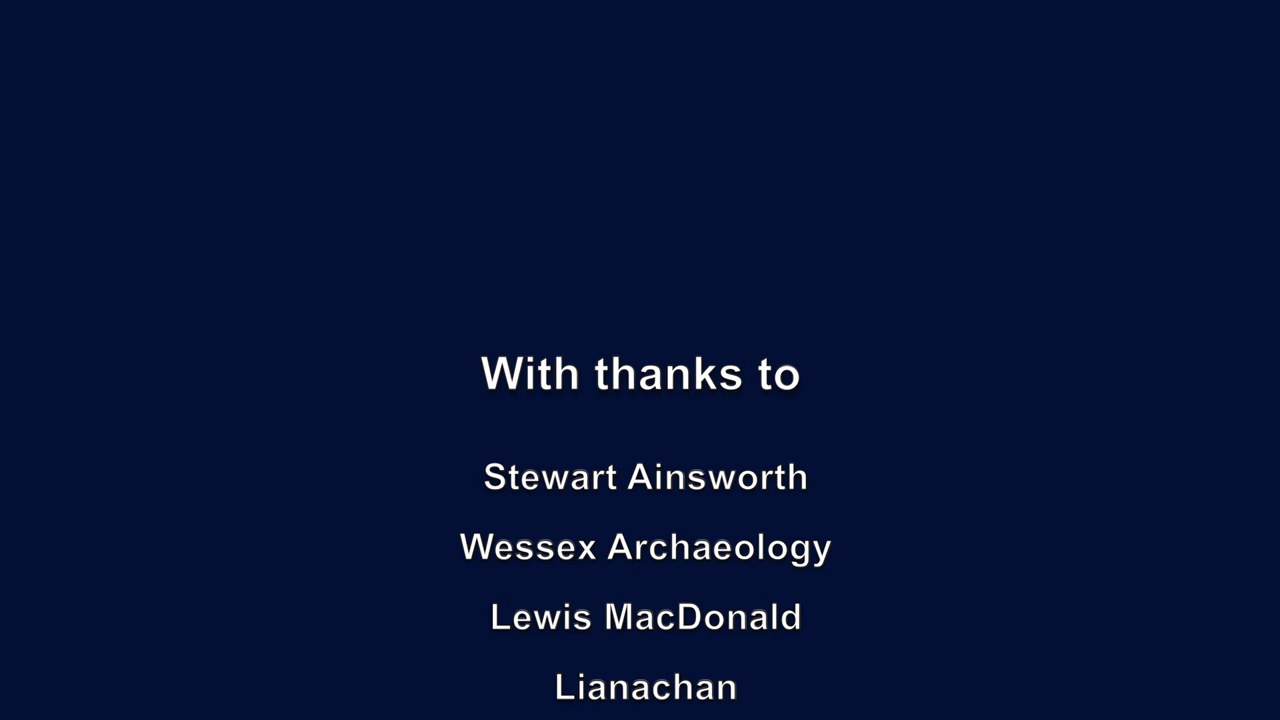 With thanks to
Stewart Ainsworth
Wessex Archaeology
Lewis MacDonald
Lianachan